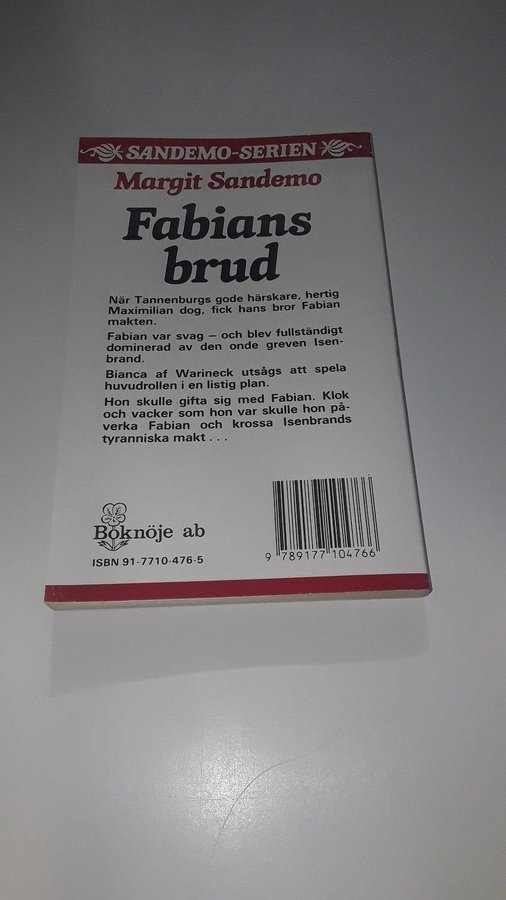 SANDEMO-SERIEN
Margit Sandemo
Fabians
brud
När Tannenburgs gode härskare, hertig
Maximilian dog, fick hans bror Fabian
makten.
Fabian var svag – och blev fullständigt
dominerad av den onde greven Isen-
brand.
Bianca af Warineck utsågs att spela
huvudrollen i en listig plan.
Hon skulle gifta sig med Fabian. Klok
och vacker som hon var skulle hon på-
verka Fabian och krossa Isenbrands
tyranniska makt . . .
Boknöje ab
ISBN 91-7710-476-5
9 789177 104766